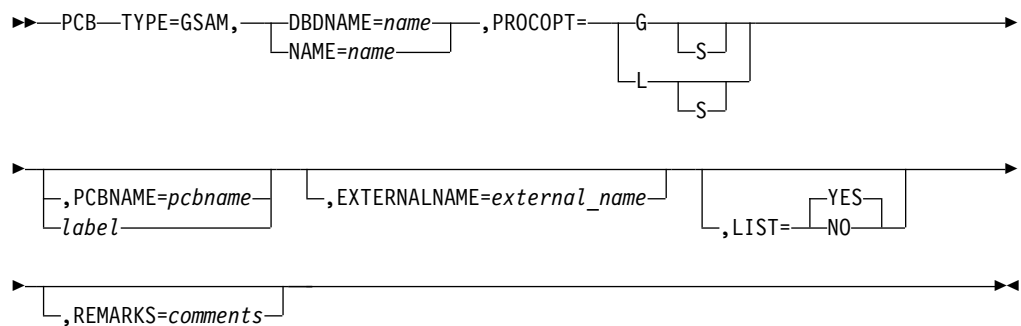 PCB TYPE=GSAM, DBDNAME=name ,PROCOPT= G
NAME=name S
L
S
,PCBNAME=pcbname ,EXTERNALNAME=external_name YES
label ,LIST= NO
,REMARKS=comments